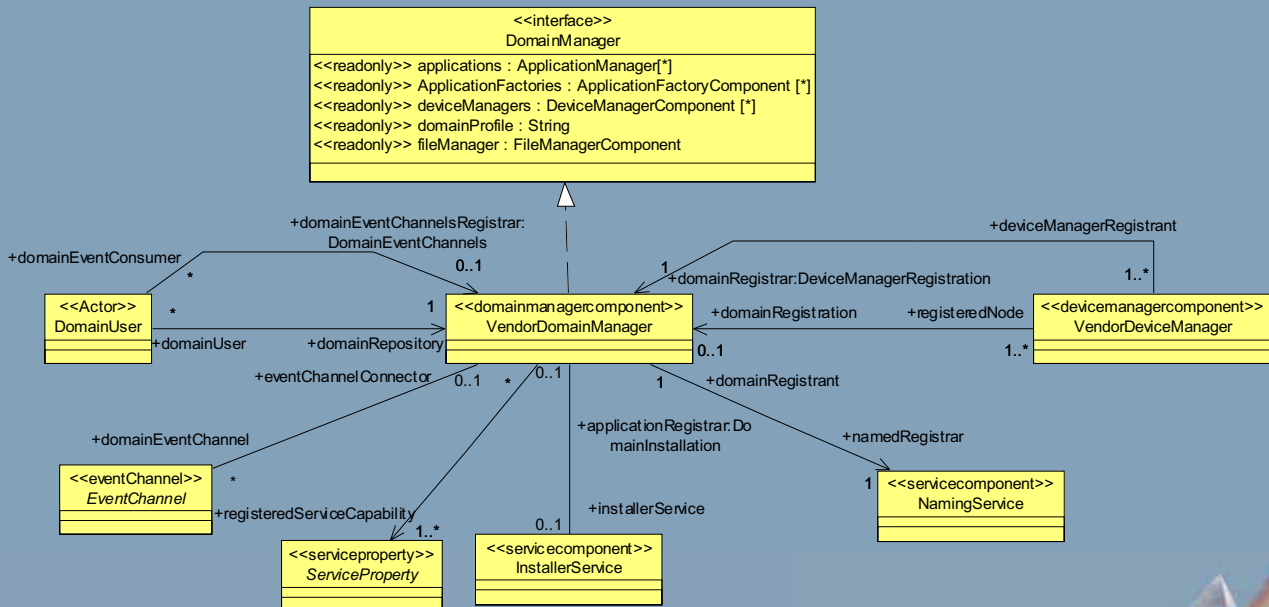 <<interface>>
DomainManager
<<readonly>> applications : ApplicationManager[*]
<<readonly>> ApplicationFactories : ApplicationFactoryComponent [*]
<<readonly>> deviceManagers : DeviceManagerComponent [*]
<<readonly>> domainProfile : String
<<readonly>> fileManager : FileManagerComponent
+domainEventChannelsRegistrar:
DomainEventChannels
+deviceManagerRegistrant
+domainEventConsumer
*
0..1
1
+domainRegistrar:DeviceManagerRegistration
1..*
<<Actor>>
DomainUser
*
1
<<domainmanagercomponent>>
VendorDomainManager
+domainRegistration
+registeredNode
<<devicemanagercomponent>>
VendorDeviceManager
+domainUser
+domainRepository
0..1
1..*
+eventChannelConnector
0..1
*
0..1
1
+domainRegistrant
+applicationRegistrar:Do
mainInstallation
+domainEventChannel
+namedRegistrar
<<eventChannel>>
EventChannel
*
1
<<servicecomponent>>
NamingService
+registeredServiceCapability
1..*
+installerService
0..1
<<serviceproperty>>
ServiceProperty
<<servicecomponent>>
InstallerService